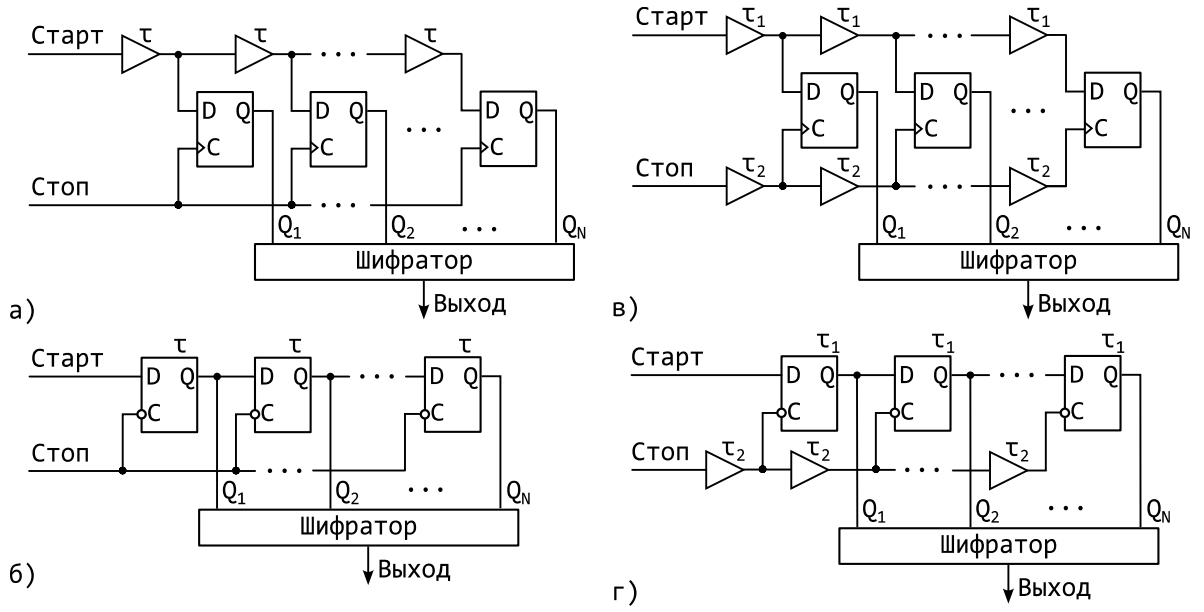 Старт τ τ τ
D Q D Q D Q
C C C
Стоп
Q1 Q2 QN
Шифратор
Выход
а)
Старт τ1 τ1 τ1
D Q D Q D Q
C C C
Стоп τ2 τ2 τ2
Q1 Q2 QN
Шифратор
Выход
в)
τ τ τ
Старт D Q D Q D Q
C C C
Стоп
Q1 Q2 QN
Шифратор
Выход
б)
τ1 τ1 τ1
Старт D Q D Q D Q
C C C
Стоп τ2 τ2 τ2
Q1 Q2 QN
Шифратор
Выход
г)